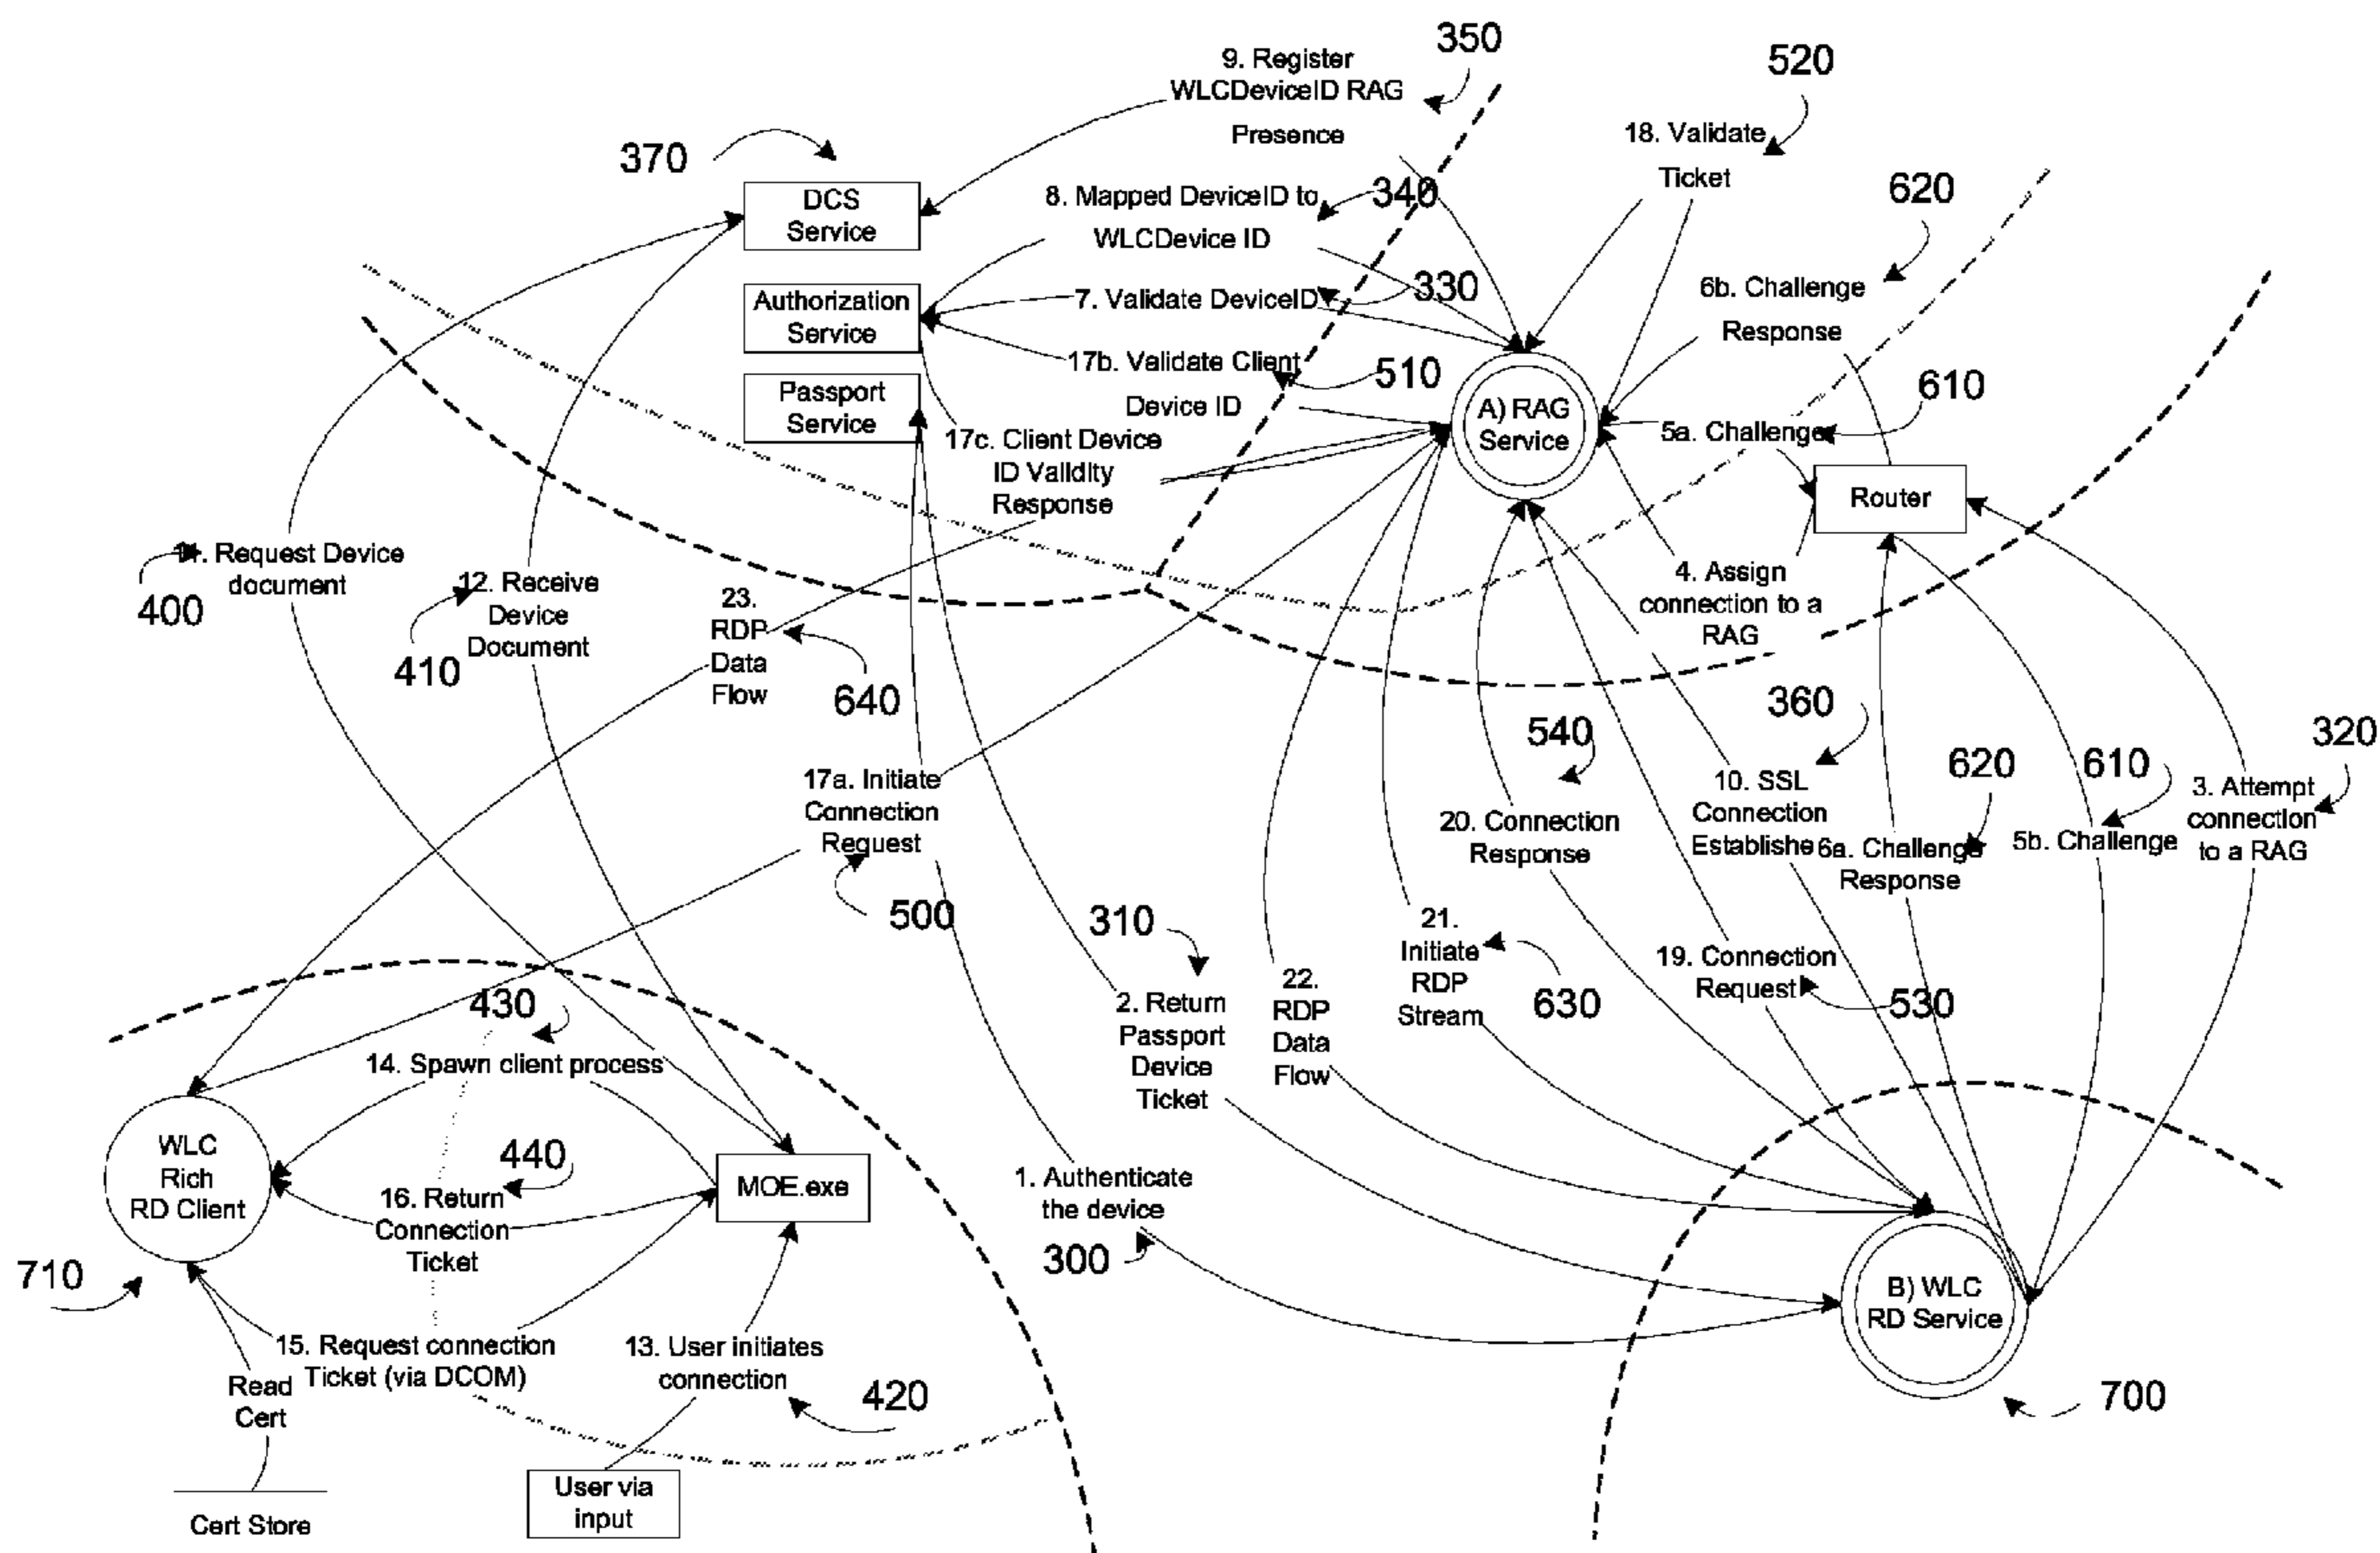 9. Register
WLCDeviceID RAG
Presence
350
520
18. Validate
Ticket
370
DCS
Service
8. Mapped DeviceID to
WLCDevice ID
340
620
6b. Challenge
Response
Authorization
Service
7. Validate DeviceID
330
17b. Validate Client
Device ID
510
Passport
Service
A) RAG
Service
610
5a. Challenge
17c. Client Device
ID Validity
Response
Router
11. Request Device
document
400
12. Receive
Device
Document
410
23.
RDP
Data
Flow
640
4. Assign
connection to a
RAG
360
540
320
17a. Initiate
Connection
Request
500
20. Connection
Response
10. SSL
Connection
Establishe
620
6a. Challenge
Response
610
5b. Challenge
3. Attempt
connection
to a RAG
310
2. Return
Passport
Device
Ticket
22.
RDP
Data
Flow
21.
Initiate
RDP
Stream
630
19. Connection
Request
530
430
14. Spawn client process
WLC
Rich
RD Client
440
16. Return
Connection
Ticket
MOE.exe
1. Authenticate
the device
300
710
B) WLC
RD Service
15. Request connection
Ticket (via DCOM)
13. User initiates
connection
Read
Cert
420
700
User via
input
Cert Store